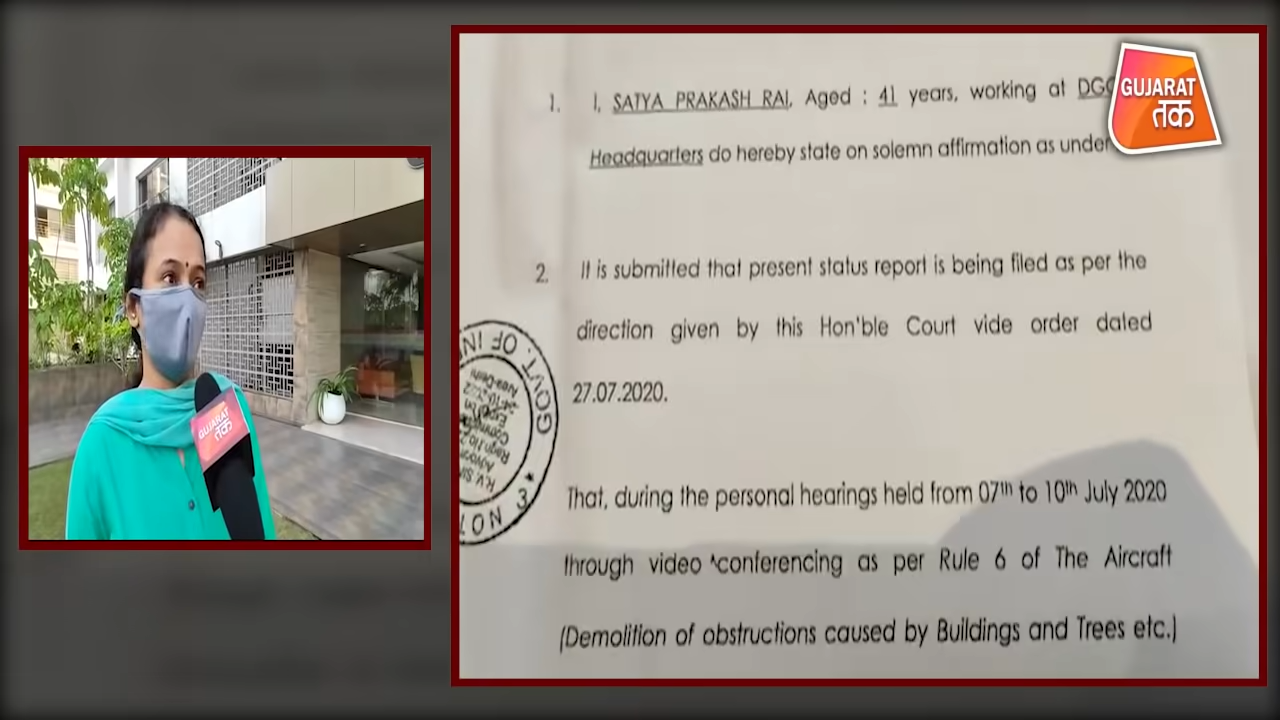 GUJARAT
तक
1. I, SATYA PRAKASH RAI, Aged : 41 years, working at
Headquarters do hereby state on solemn affirmation as under
2. It is submitted that present status report is being filed as per the
direction given by this Hon'ble Court vide order dated
27.07.2020.
That, during the personal hearings held from 07th to 10th July 2020
through video conferencing as per Rule 6 of The Aircraft
(Demolition of obstructions caused by Buildings and Trees etc.)
GOVT. OF
New-Delhi
GUJARAT
तक